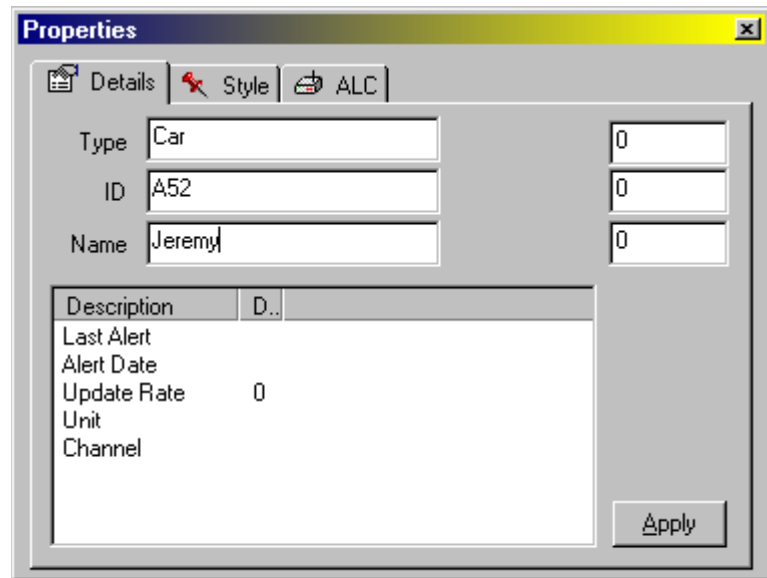 Properties
Details Style ALC
Type Car 0
ID A52 0
Name Jeremy 0
Description D..
Last Alert
Alert Date
Update Rate 0
Unit
Channel
Apply